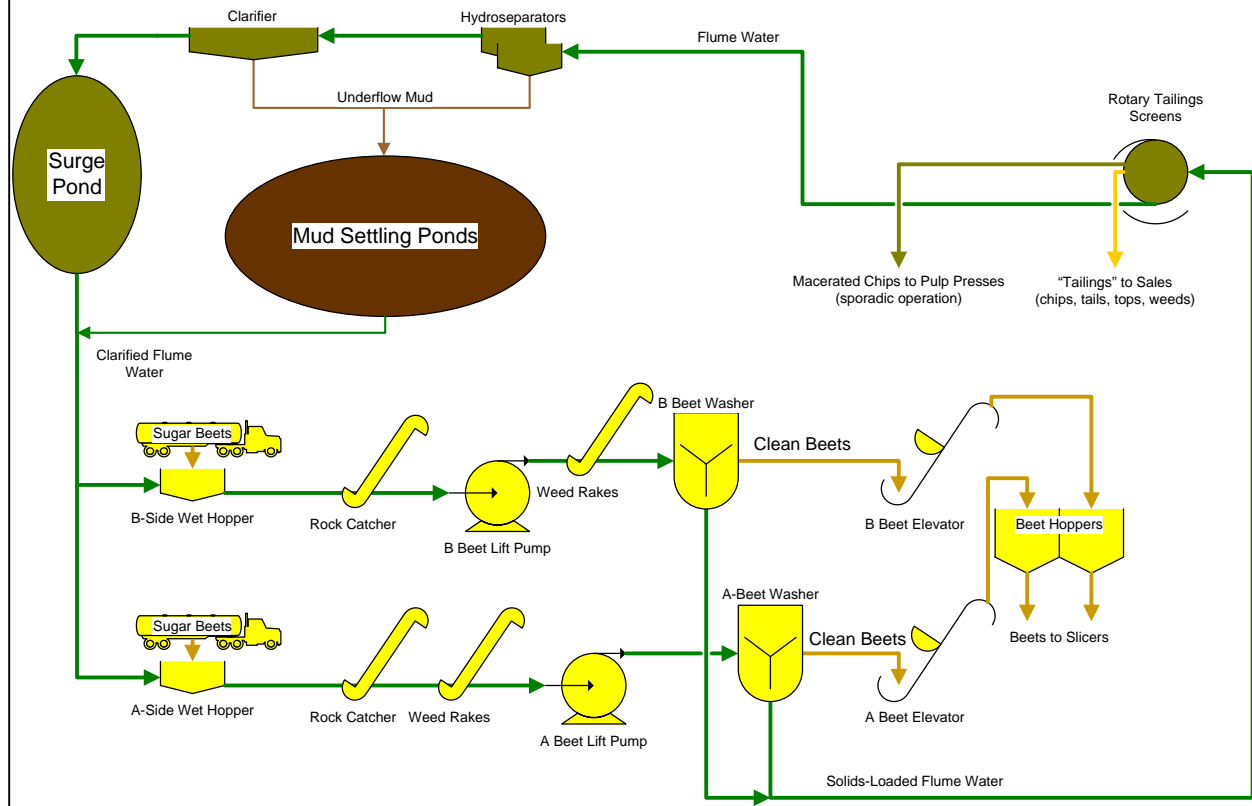 Clarifier
Hydroseparators
Flume Water
Underflow Mud
Rotary Tailings
Screens
Surge
Pond
Mud Settling Ponds
Macerated Chips to Pulp Presses
(sporadic operation)
“Tailings” to Sales
(chips, tails, tops, weeds)
Clarified Flume
Water
Sugar Beets
B-Side Wet Hopper
Rock Catcher
B Beet Lift Pump
Weed Rakes
B Beet Washer
Clean Beets
B Beet Elevator
Beet Hoppers
Beets to Slicers
Sugar Beets
A-Side Wet Hopper
Rock Catcher
Weed Rakes
A Beet Lift Pump
A-Beet Washer
Clean Beets
A Beet Elevator
Solids-Loaded Flume Water